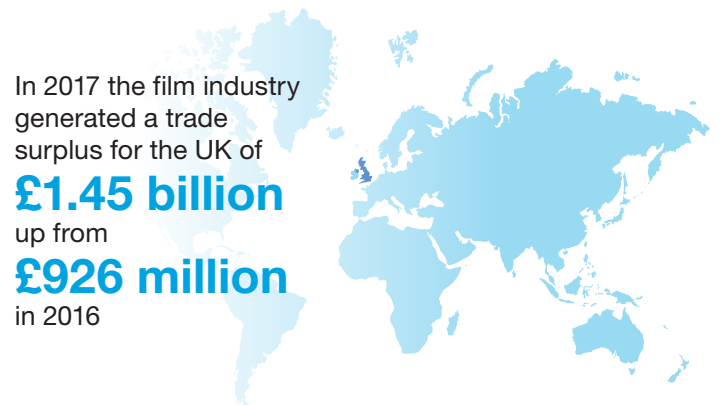 In 2017 the film industry
generated a trade
surplus for the UK of
£1.45 billion
up from
£926 million
in 2016